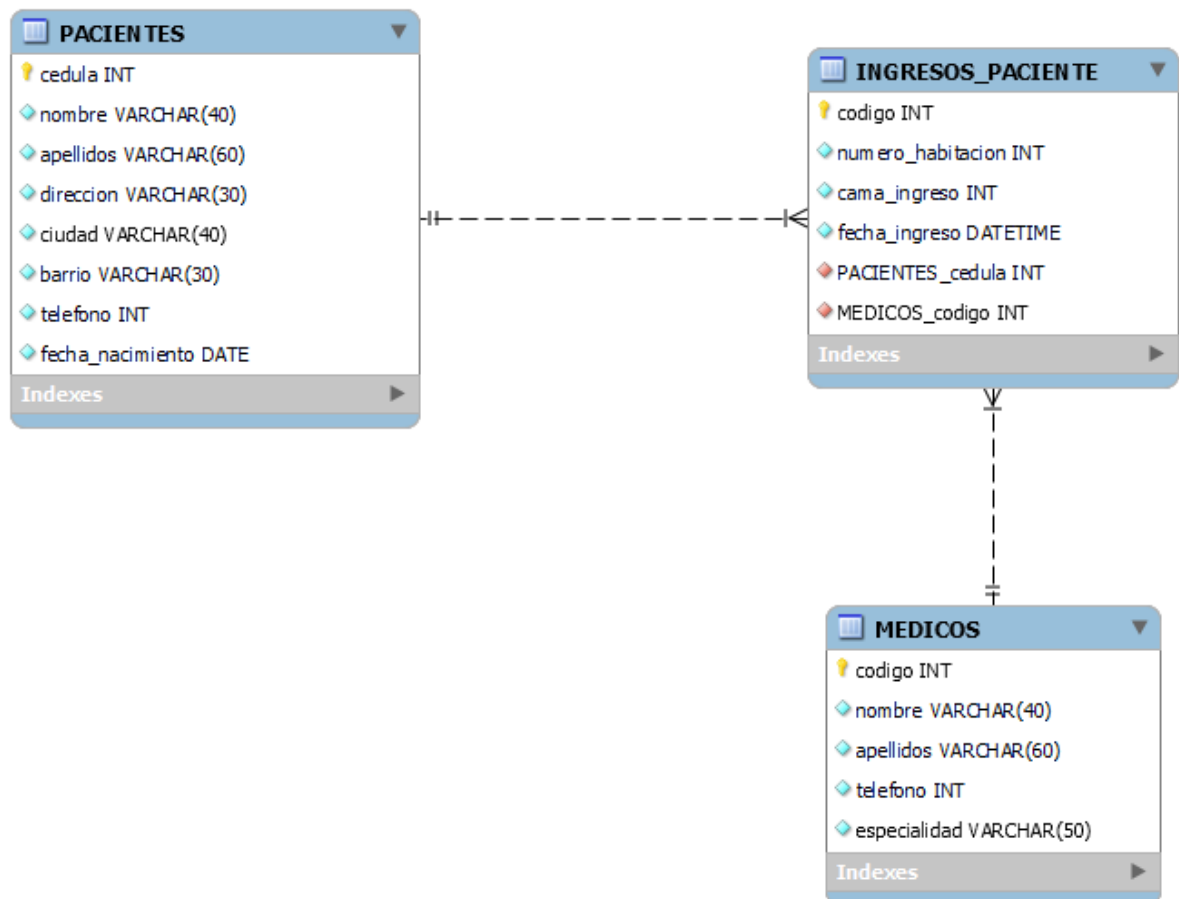 PACIENTES
cedula INT
nombre VARCHAR(40)
apellidos VARCHAR(60)
direccion VARCHAR(30)
ciudad VARCHAR(40)
barrio VARCHAR(30)
telefono INT
fecha_nacimiento DATE
Indexes
INGRESOS_PACIENTE
codigo INT
numero_habitacion INT
cama_ingreso INT
fecha_ingreso DATETIME
PACIENTES_cedula INT
MEDICOS_codigo INT
Indexes
MEDICOS
codigo INT
nombre VARCHAR(40)
apellidos VARCHAR(60)
telefono INT
especialidad VARCHAR(50)
Indexes